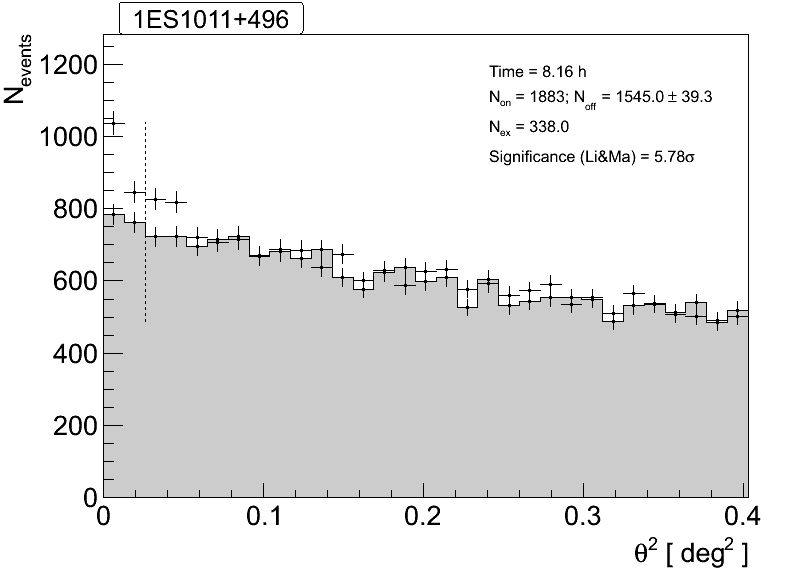 1ES1011+496
N_events
1200
1000
800
600
400
200
0
Time = 8.16 h
N_on = 1883; N_off = 1545.0 ± 39.3
N_ex = 338.0
Significance (Li&Ma) = 5.78σ
0 0.1 0.2 0.3 0.4
θ² [ deg² ]